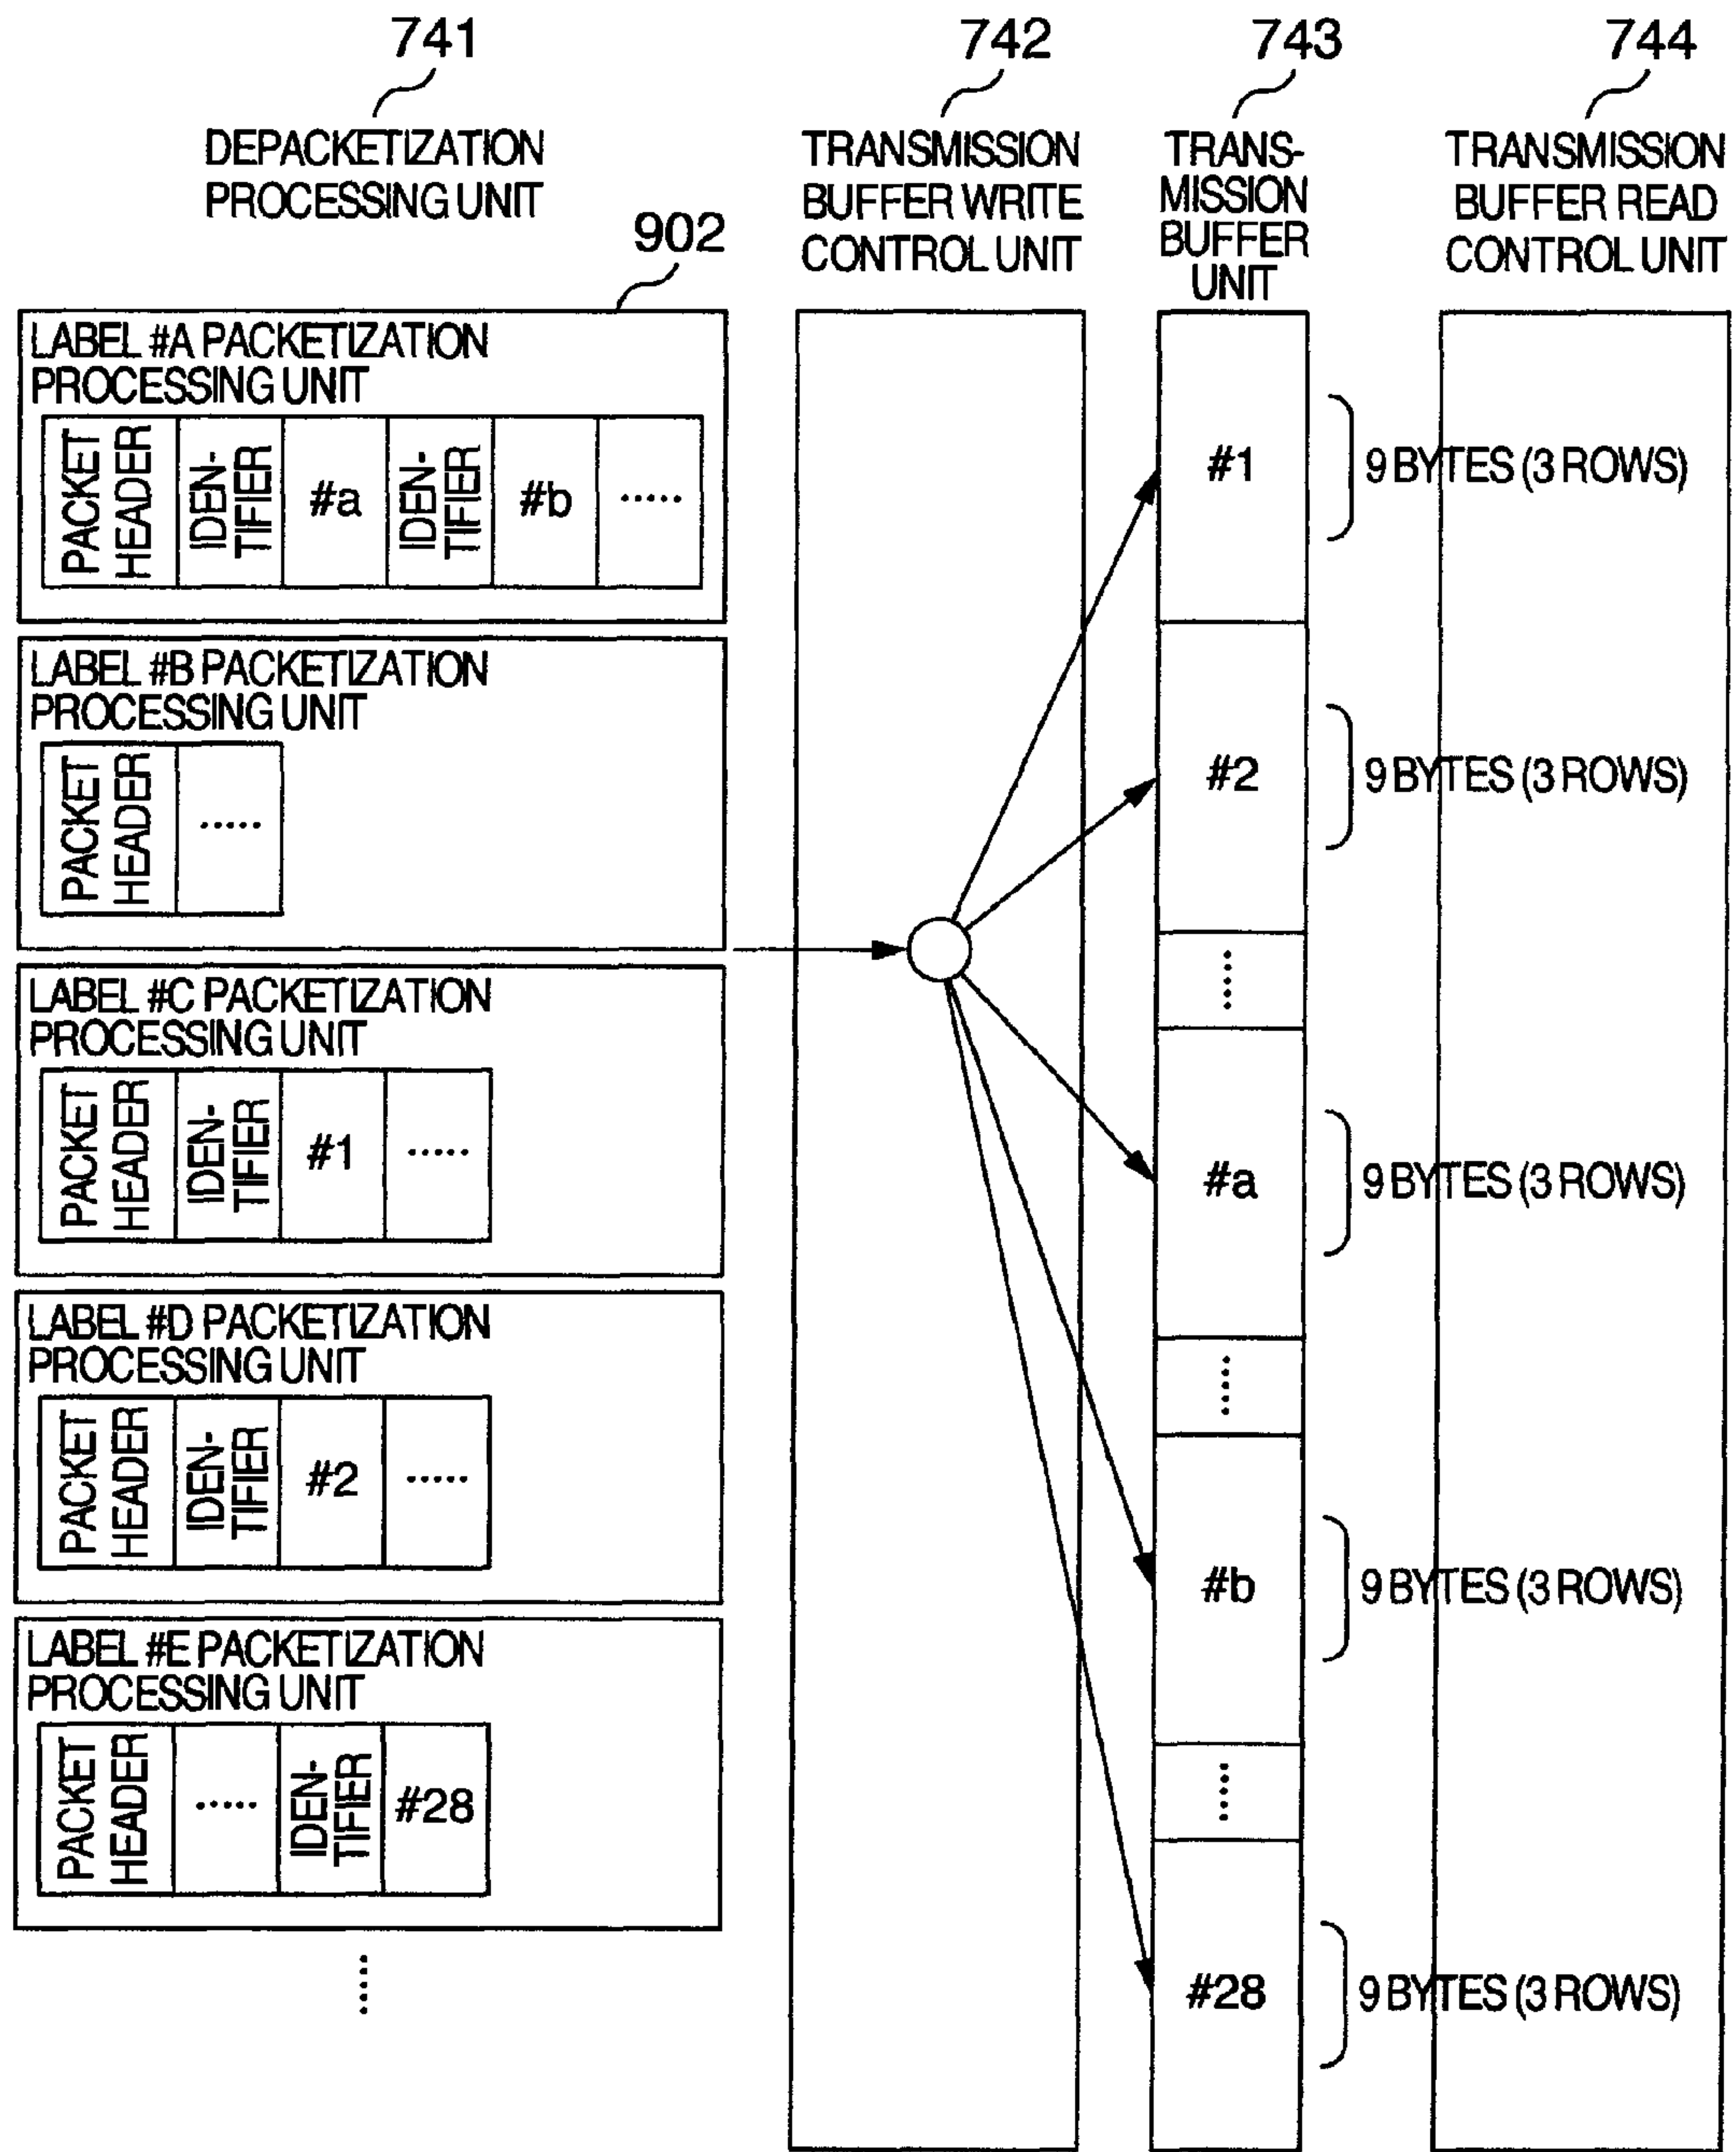 741
742
743
744
DEPACKETIZATION
PROCESSING UNIT
TRANSMISSION
BUFFER WRITE
CONTROL UNIT
TRANS-
MISSION
BUFFER
UNIT
TRANSMISSION
BUFFER READ
CONTROL UNIT
902
LABEL #A PACKETIZATION
PROCESSING UNIT
PACKET
HEADER
IDEN-
TIFIER
#a
IDEN-
TIFIER
#b
.....
LABEL #B PACKETIZATION
PROCESSING UNIT
PACKET
HEADER
.....
LABEL #C PACKETIZATION
PROCESSING UNIT
PACKET
HEADER
IDEN-
TIFIER
#1
.....
LABEL #D PACKETIZATION
PROCESSING UNIT
PACKET
HEADER
IDEN-
TIFIER
#2
.....
LABEL #E PACKETIZATION
PROCESSING UNIT
PACKET
HEADER
.....
IDEN-
TIFIER
#28
.....
#1
9 BYTES (3 ROWS)
#2
9 BYTES (3 ROWS)
.....
#a
9 BYTES (3 ROWS)
.....
#b
9 BYTES (3 ROWS)
.....
#28
9 BYTES (3 ROWS)